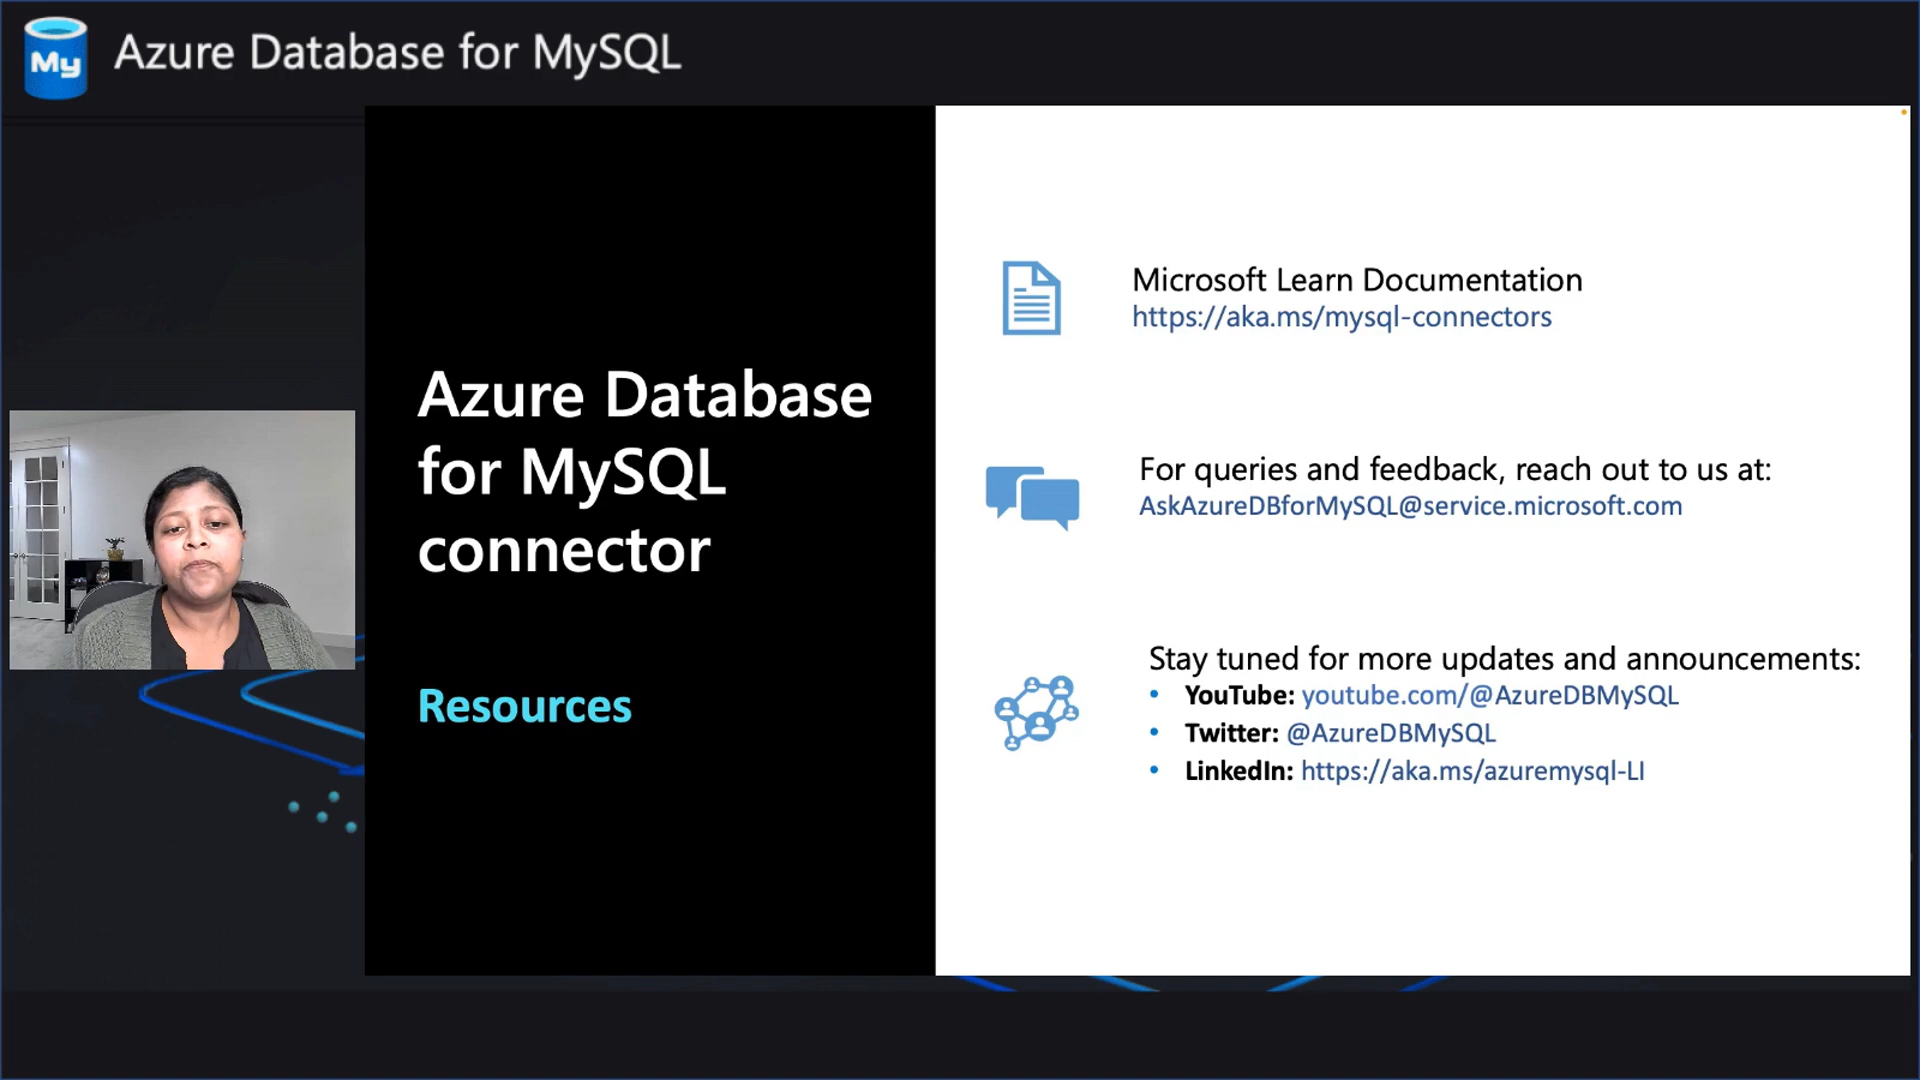 My
Azure Database for MySQL
Azure Database
for MySQL
connector
Resources
Microsoft Learn Documentation
https://aka.ms/mysql-connectors
For queries and feedback, reach out to us at:
AskAzureDBforMySQL@service.microsoft.com
Stay tuned for more updates and announcements:
• YouTube: youtube.com/@AzureDBMySQL
• Twitter: @AzureDBMySQL
• LinkedIn: https://aka.ms/azuremysql-LI